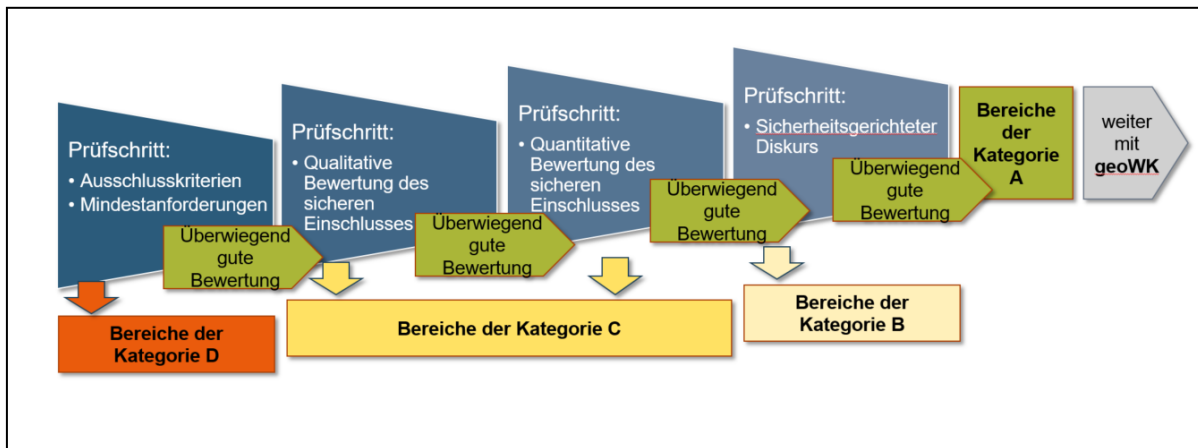 Prüfschritt:
• Ausschlusskriterien
• Mindestanforderungen
Überwiegend
gute
Bewertung
Bereiche der
Kategorie D
Prüfschritt:
• Qualitative
Bewertung des
sicheren
Einschlusses
Überwiegend
gute
Bewertung
Prüfschritt:
• Quantitative
Bewertung des
sicheren
Einschlusses
Überwiegend
gute
Bewertung
Bereiche der Kategorie C
Prüfschritt:
• Sicherheitsgerichteter
Diskurs
Überwiegend
gute
Bewertung
Bereiche der
Kategorie B
Bereiche
der
Kategorie
A
weiter
mit
geoWK